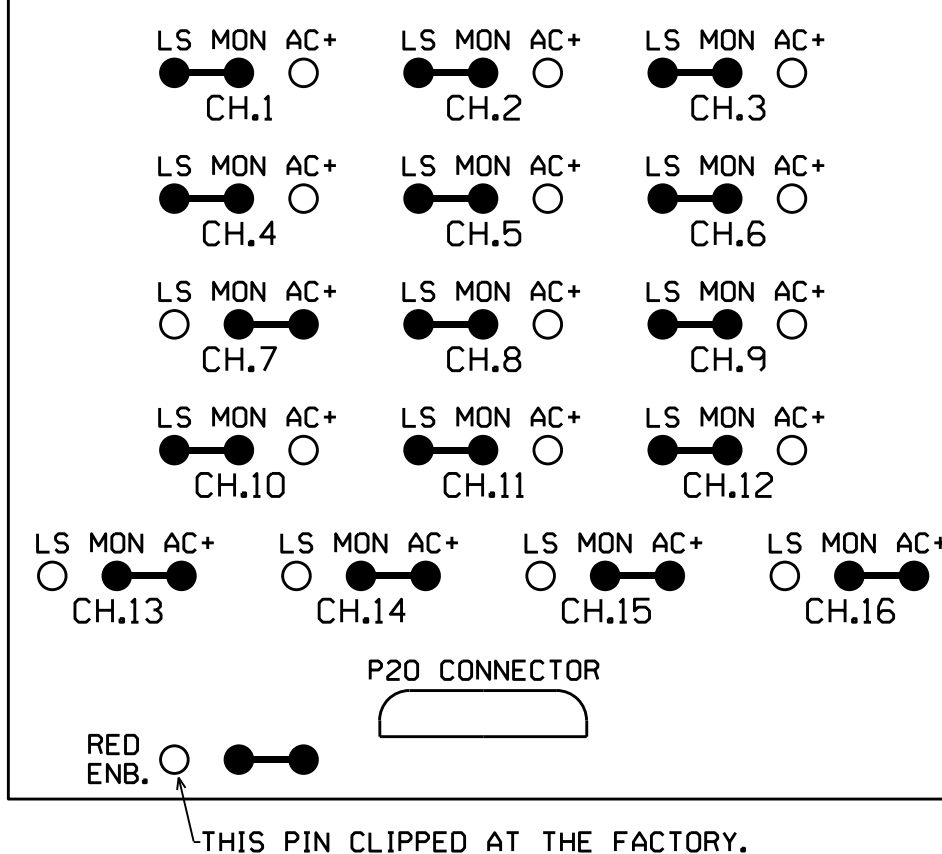 LS MON AC+ LS MON AC+ LS MON AC+
CH.1 CH.2 CH.3
LS MON AC+ LS MON AC+ LS MON AC+
CH.4 CH.5 CH.6
LS MON AC+ LS MON AC+ LS MON AC+
CH.7 CH.8 CH.9
LS MON AC+ LS MON AC+ LS MON AC+
CH.10 CH.11 CH.12
LS MON AC+ LS MON AC+ LS MON AC+ LS MON AC+
CH.13 CH.14 CH.15 CH.16
P20 CONNECTOR
RED
ENB.
THIS PIN CLIPPED AT THE FACTORY.